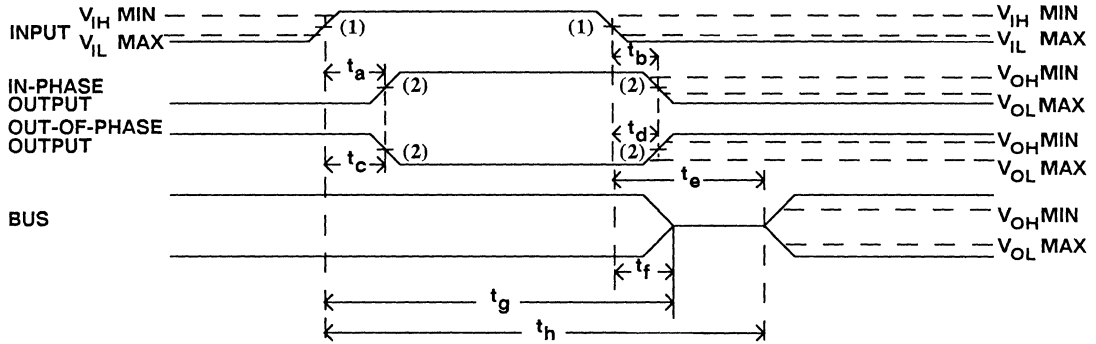 INPUT
V_IH MIN
V_IL MAX
(1)
(1)
V_IH MIN
V_IL MAX
t_a
t_b
IN-PHASE
OUTPUT
(2)
(2)
V_OH MIN
V_OL MAX
OUT-OF-PHASE
OUTPUT
t_c
(2)
(2)
t_d
V_OH MIN
V_OL MAX
t_e
BUS
V_OH MIN
V_OL MAX
t_f
t_g
t_h